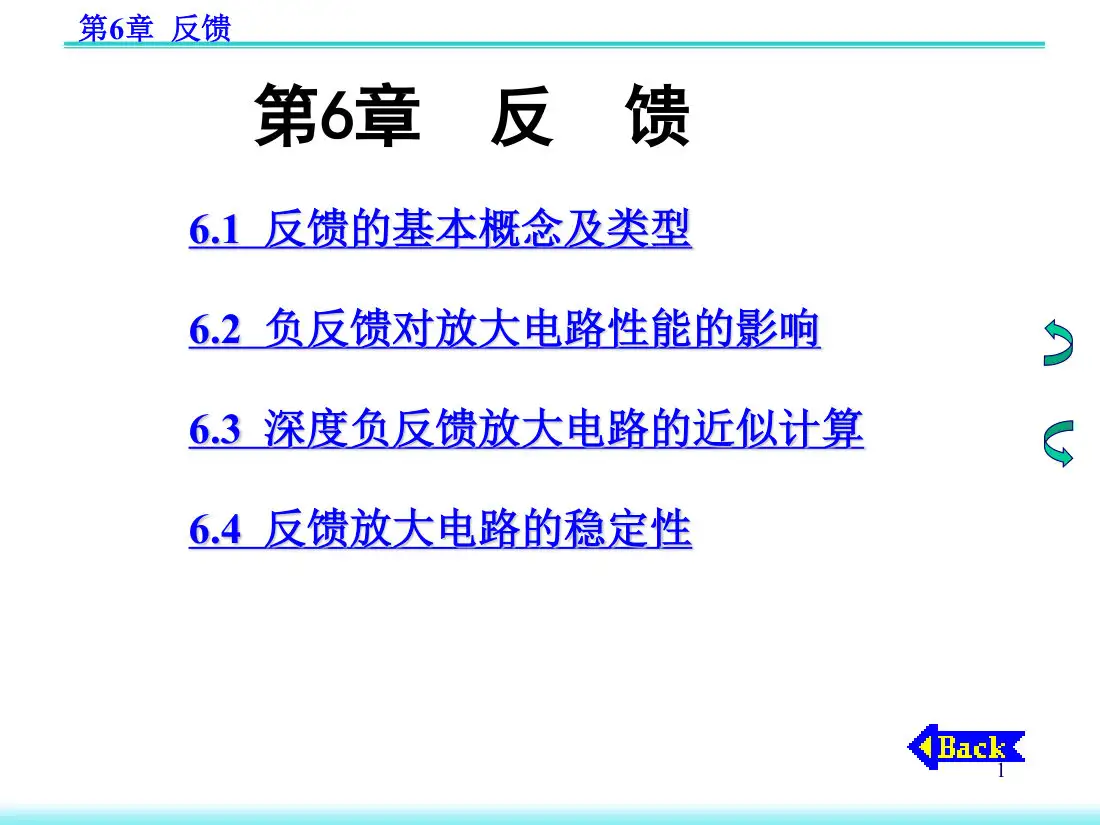 第6章 反馈
第6章 反 馈
6.1 反馈的基本概念及类型
6.2 负反馈对放大电路性能的影响
6.3 深度负反馈放大电路的近似计算
6.4 反馈放大电路的稳定性
Back
1